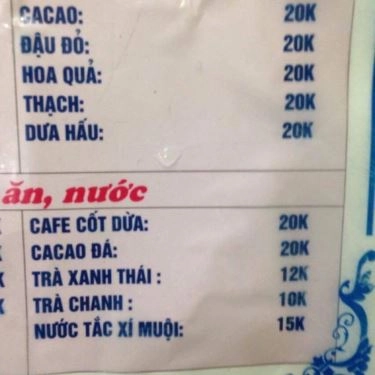 CACAO: 20K
ĐẬU ĐỎ: 20K
HOA QUẢ: 20K
THẠCH: 20K
DƯA HẤU: 20K
ăn, nước
K CAFE CỐT DỪA: 20K
K CACAO ĐÁ: 20K
K TRÀ XANH THÁI : 12K
K TRÀ CHANH : 10K
NƯỚC TẮC XÍ MUỘI: 15K